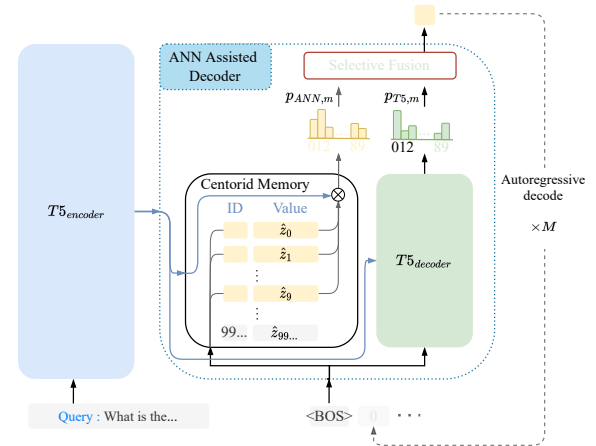 ANN Assisted
Decoder
Selective Fusion
p_{ANN,m}
p_{T5,m}
012 ... 89
012 ... 89
Centorid Memory
ID Value
ẑ_0
ẑ_1
⋮
ẑ_9
⋮
99... ẑ_{99...}
T5_{encoder}
T5_{decoder}
Autoregressive
decode
×M
Query : What is the...
<BOS> 0 ...